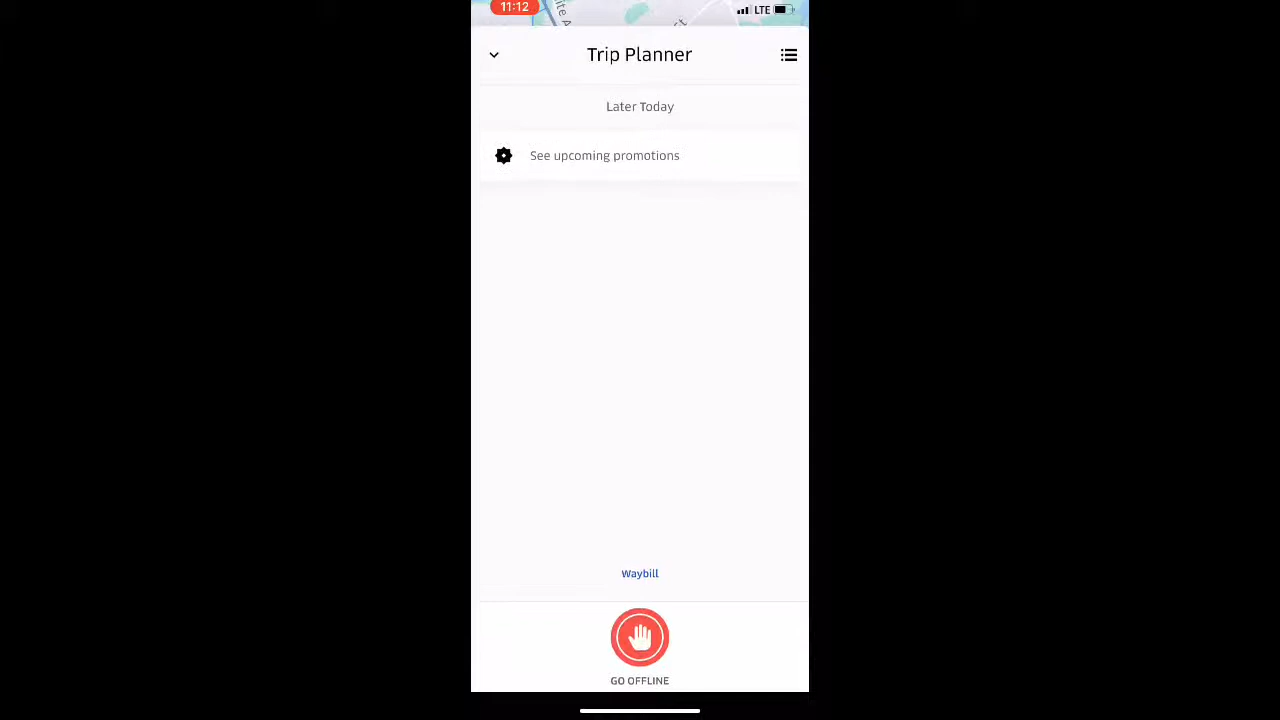 11:12
LTE
Trip Planner
Later Today
See upcoming promotions
Waybill
GO OFFLINE